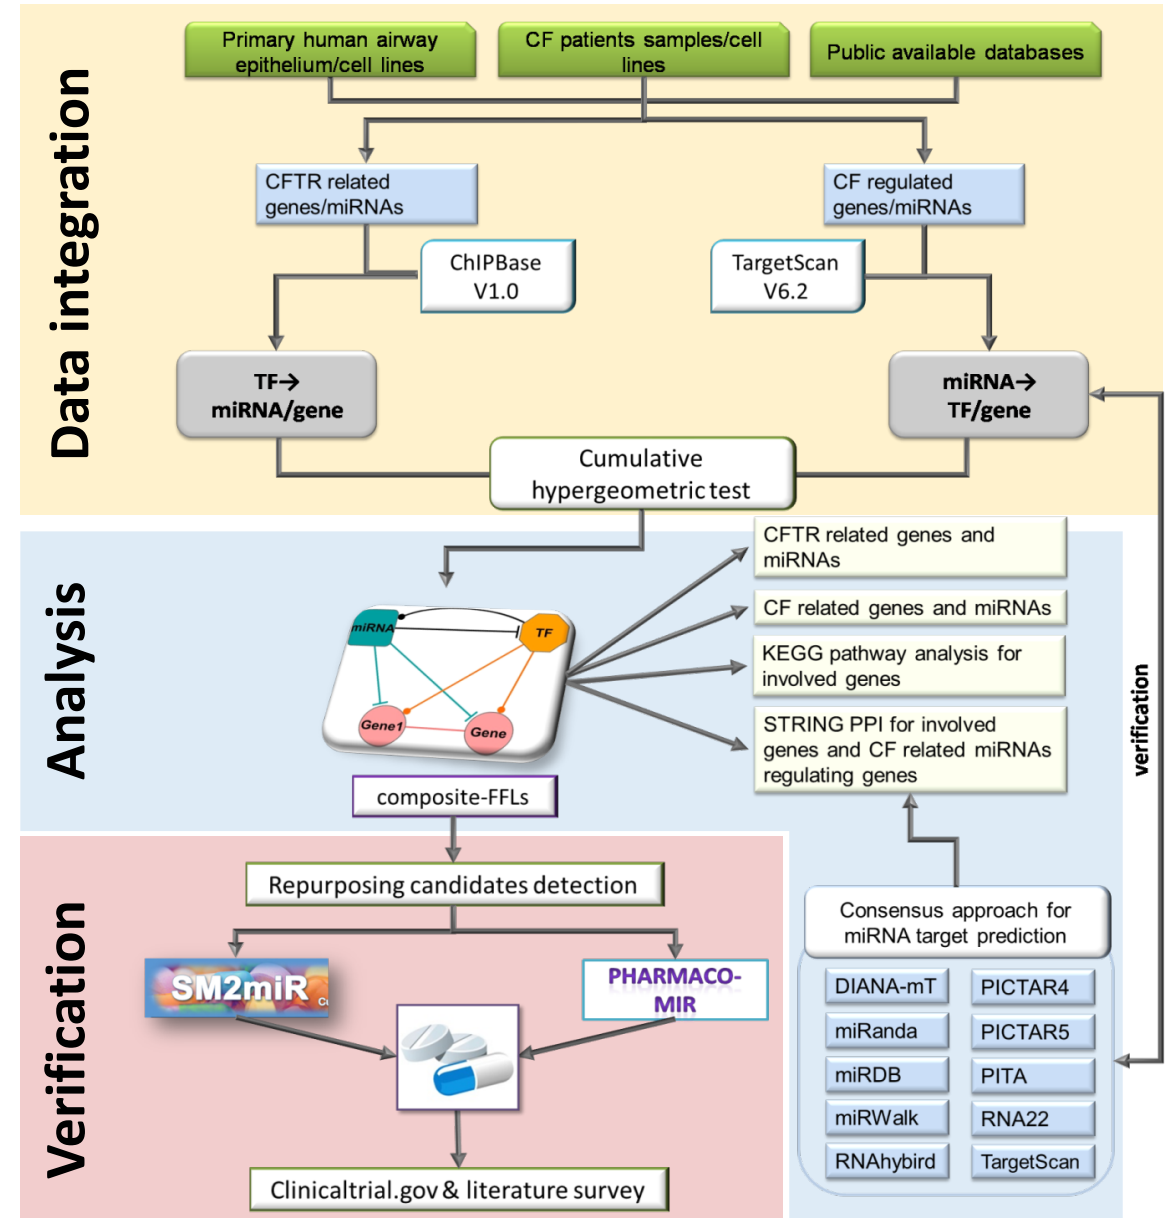 Data integration
Primary human airway
epithelium/cell lines
CF patients samples/cell
lines
Public available databases
CFTR related
genes/miRNAs
CF regulated
genes/miRNAs
ChIPBase
V1.0
TargetScan
V6.2
TF→
miRNA/gene
miRNA→
TF/gene
Cumulative
hypergeometric test
Analysis
miRNA
TF
Gene1
Gene
composite-FFLs
CFTR related genes and
miRNAs
CF related genes and miRNAs
KEGG pathway analysis for
involved genes
STRING PPI for involved
genes and CF related miRNAs
regulating genes
verification
Consensus approach for
miRNA target prediction
DIANA-mT
PICTAR4
miRanda
PICTAR5
miRDB
PITA
miRWalk
RNA22
RNAhybird
TargetScan
Verification
Repurposing candidates detection
SM2miR
PHARMACO-
MIR
Clinicaltrial.gov & literature survey